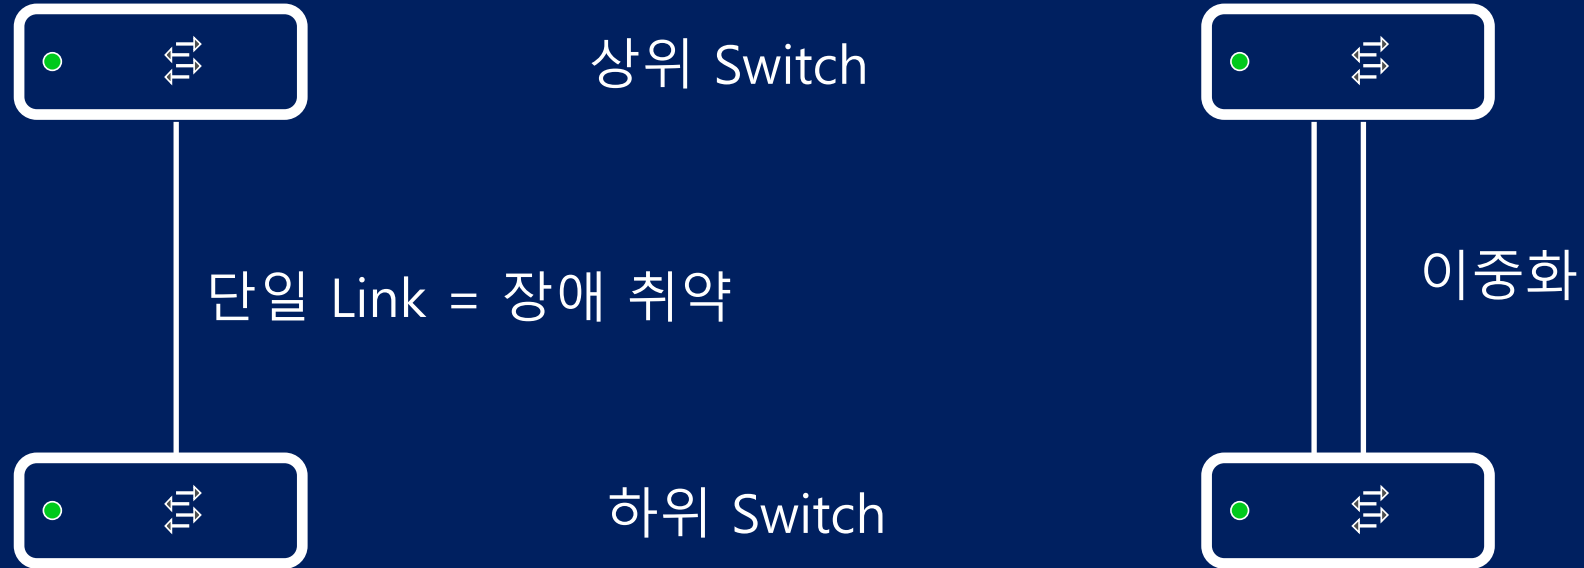 상위 Switch
단일 Link = 장애 취약
이중화
하위 Switch